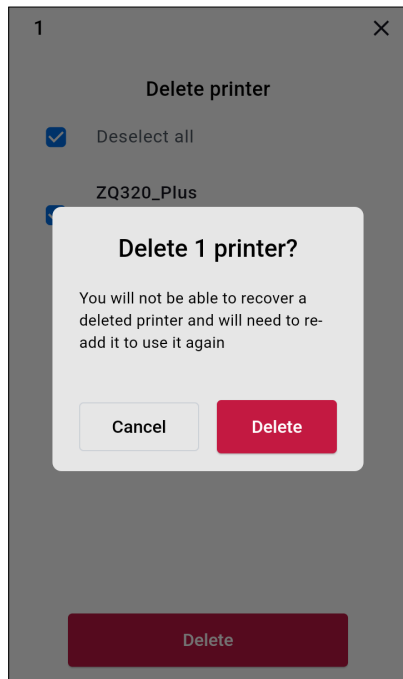 1
Delete printer
Deselect all
ZQ320_Plus
Delete 1 printer?
You will not be able to recover a
deleted printer and will need to re-
add it to use it again
Cancel
Delete
Delete